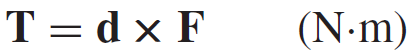 T = d × F (N·m)